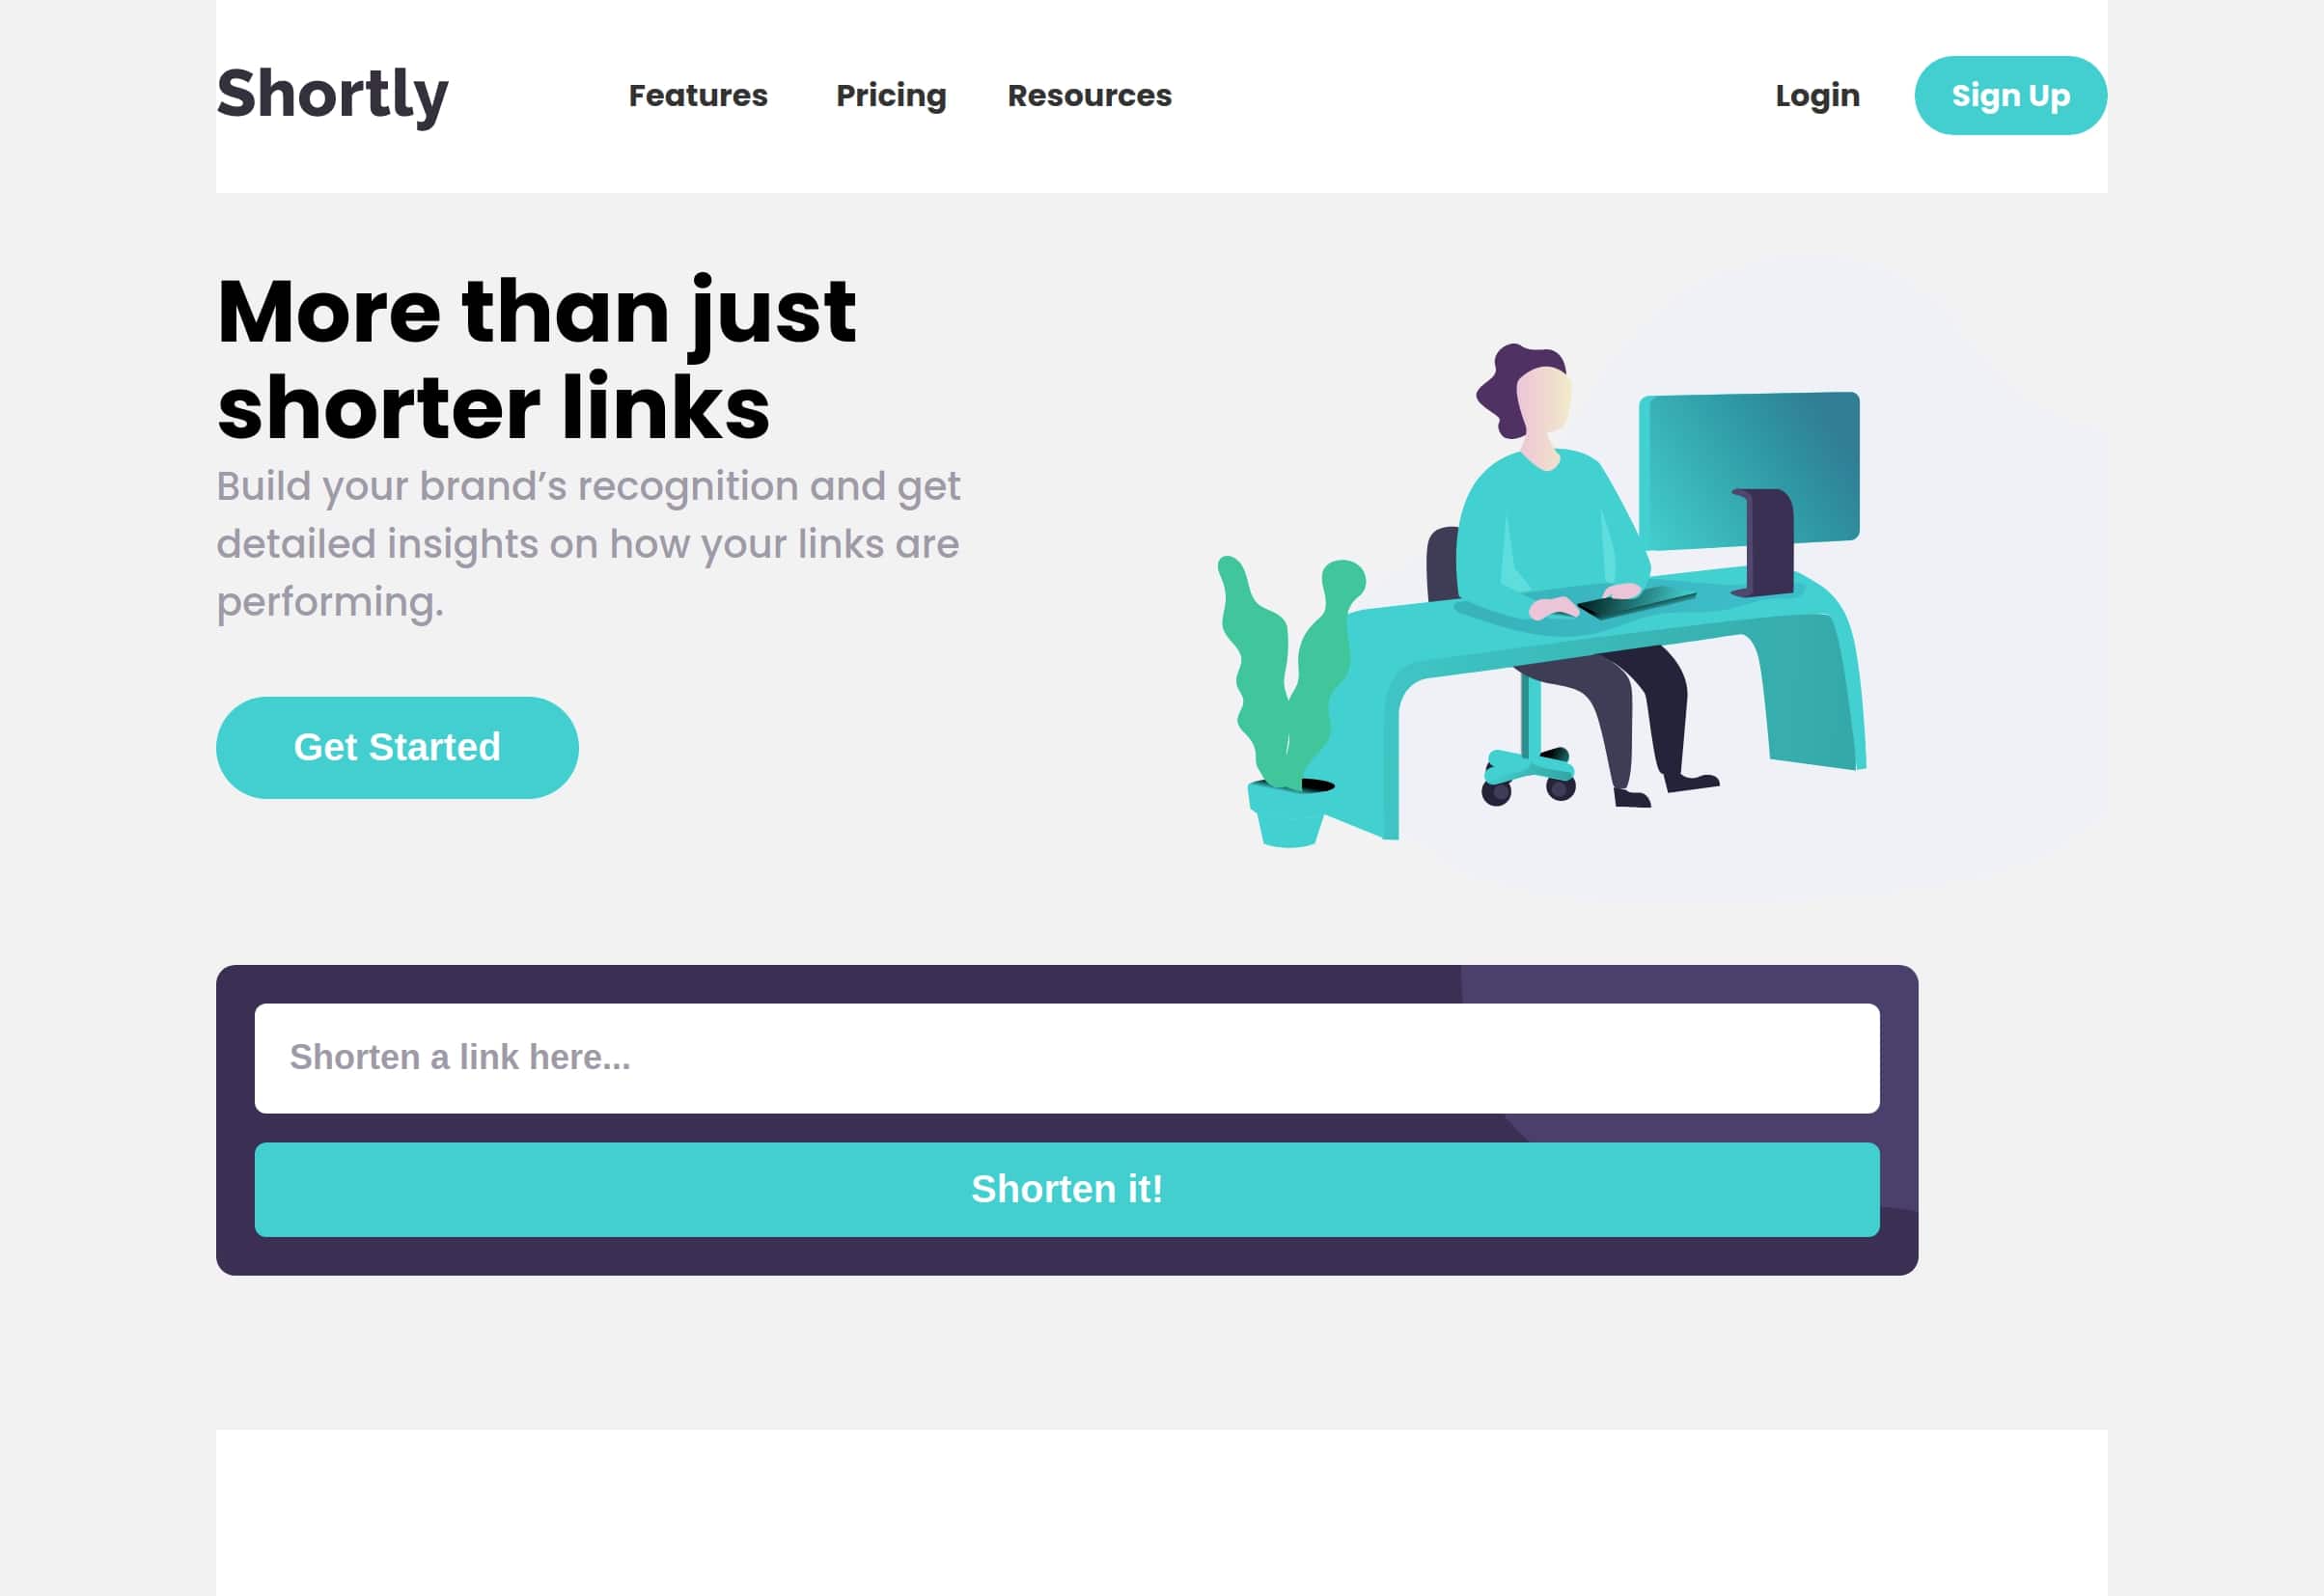 Shortly
Features
Pricing
Resources
Login
Sign Up
More than just
shorter links
Build your brand’s recognition and get
detailed insights on how your links are
performing.
Get Started
Shorten a link here...
Shorten it!